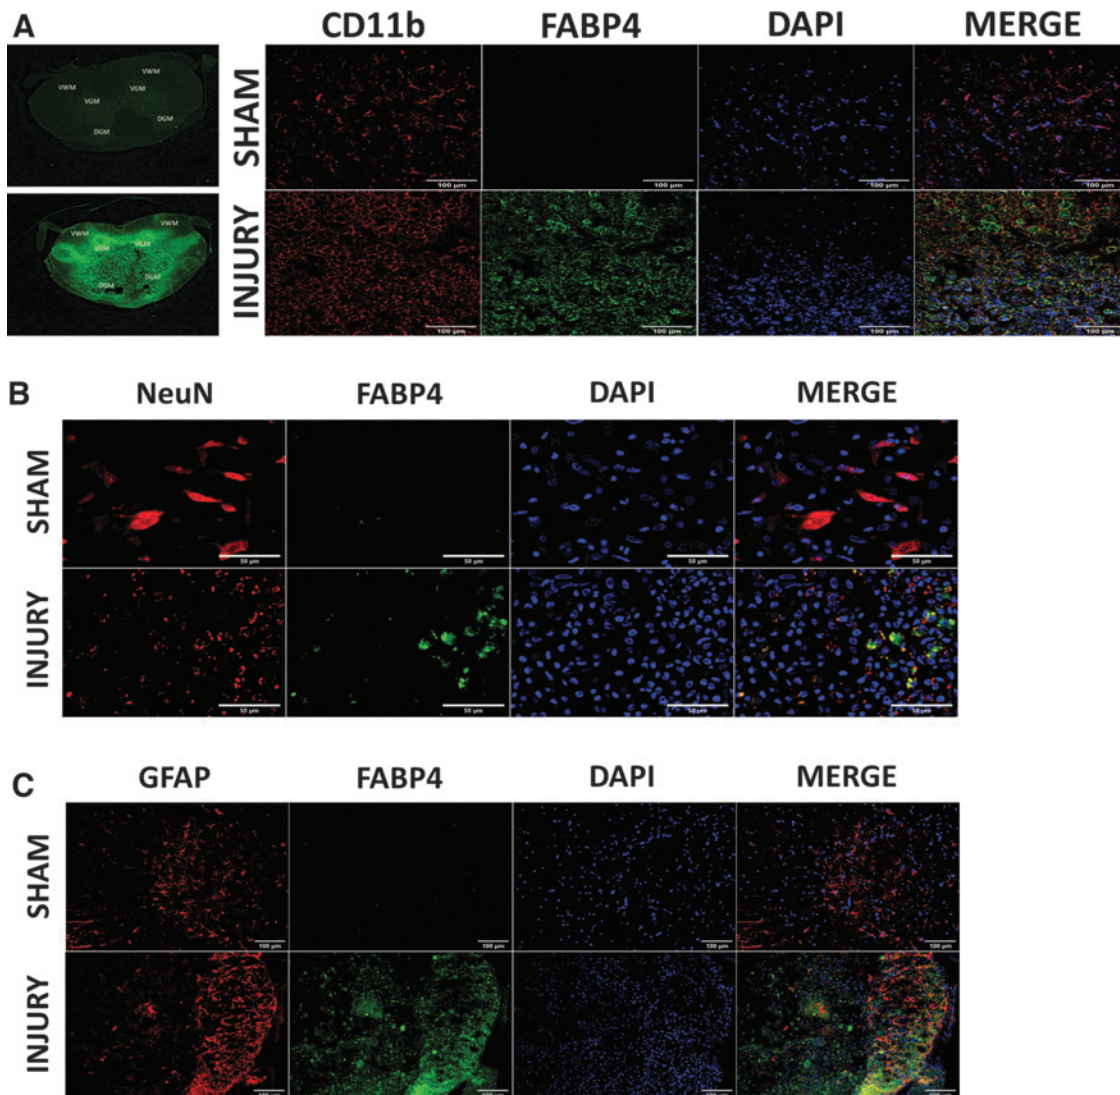 A
CD11b FABP4 DAPI MERGE
VWM
VWM
VGM
VGM
DGM
DGM
SHAM
100 µm 100 µm 100 µm 100 µm
VWM
VWM
VGM
VGM
DGM
DGM
INJURY
100 µm 100 µm 100 µm 100 µm
B
NeuN FABP4 DAPI MERGE
SHAM
50 µm 50 µm 50 µm 50 µm
INJURY
50 µm 50 µm 50 µm 50 µm
C
GFAP FABP4 DAPI MERGE
SHAM
100 µm 100 µm 100 µm 100 µm
INJURY